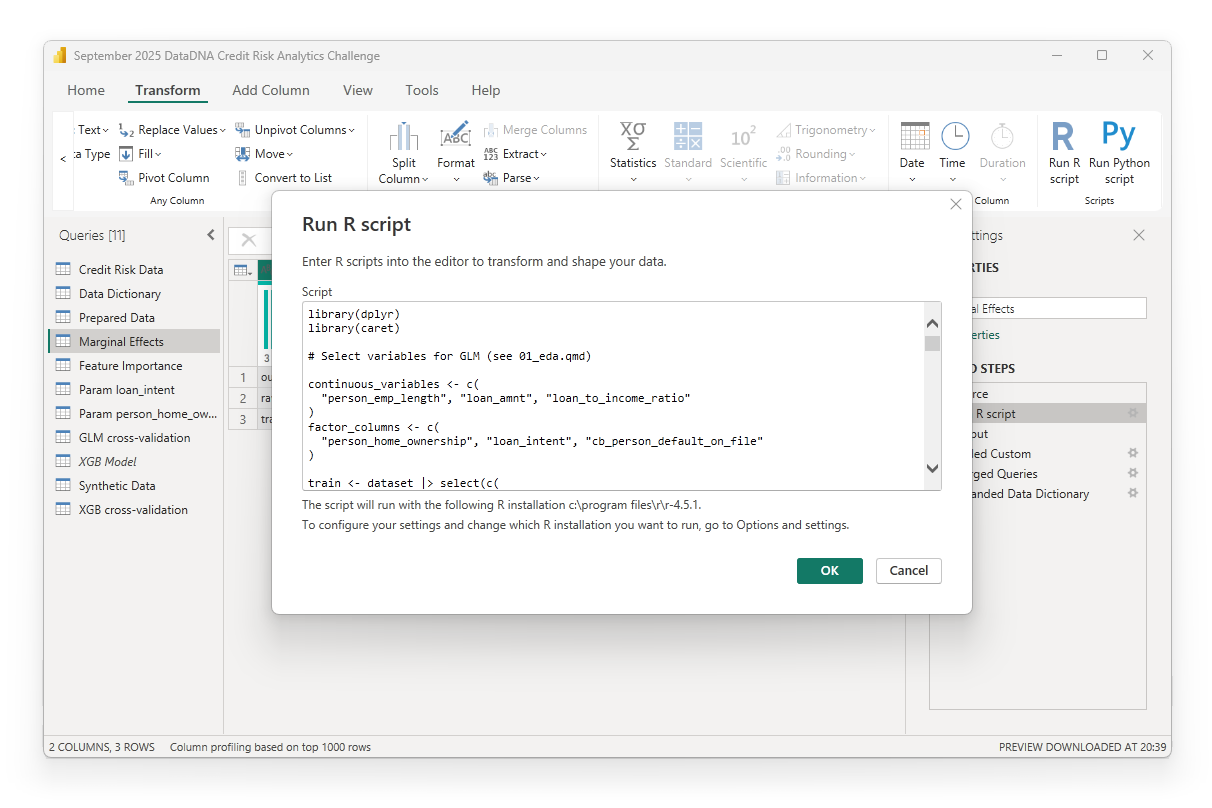 September 2025 DataDNA Credit Risk Analytics Challenge
Home Transform Add Column View Tools Help
Text Replace Values Unpivot Columns
Type Fill Move
Pivot Column Convert to List
Any Column
Split Column
Format
Merge Columns
Extract
Parse
Statistics Standard Scientific
Trigonometry
Rounding
Information
Date Time Duration
Column
Run R script Run Python script
Scripts
Queries [11]
Credit Risk Data
Data Dictionary
Prepared Data
Marginal Effects
Feature Importance
Param loan_intent
Param person_home_ow...
GLM cross-validation
XGB Model
Synthetic Data
XGB cross-validation
3
1 ou
2 ra
3 tra
Run R script
Enter R scripts into the editor to transform and shape your data.
Script
library(dplyr)
library(caret)
# Select variables for GLM (see 01_eda.qmd)
continuous_variables <- c(
"person_emp_length", "loan_amnt", "loan_to_income_ratio"
)
factor_columns <- c(
"person_home_ownership", "loan_intent", "cb_person_default_on_file"
)
train <- dataset |> select(c(
The script will run with the following R installation c:\program files\r\r-4.5.1.
To configure your settings and change which R installation you want to run, go to Options and settings.
OK Cancel
ttings
RTIES
al Effects
erties
D STEPS
rce
R script
out
ed Custom
ged Queries
anded Data Dictionary
2 COLUMNS, 3 ROWS Column profiling based on top 1000 rows
PREVIEW DOWNLOADED AT 20:39